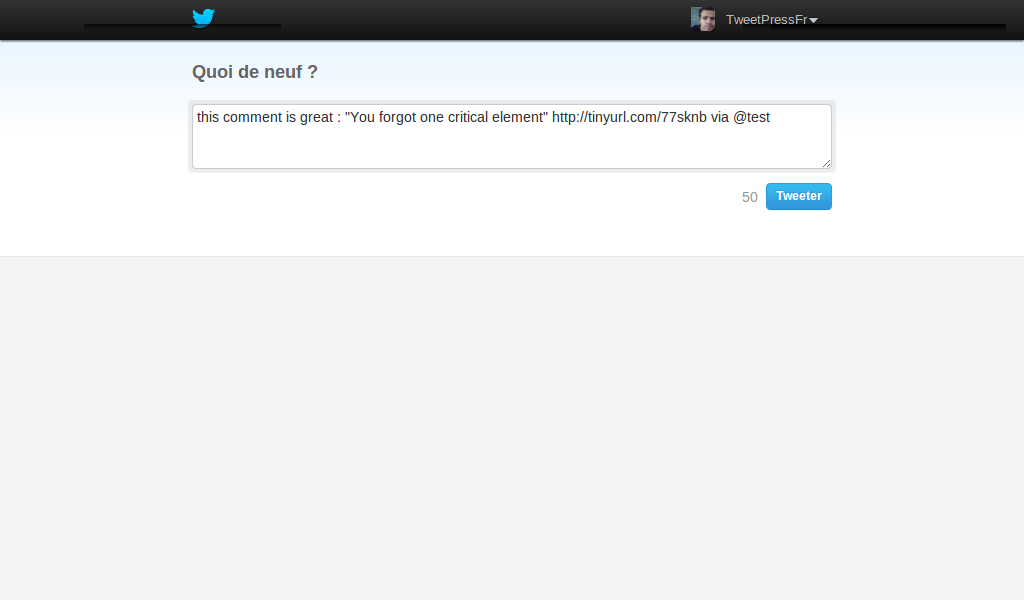 TweetPressFr
Quoi de neuf ?
this comment is great : "You forgot one critical element" http://tinyurl.com/77sknb via @test
50 Tweeter